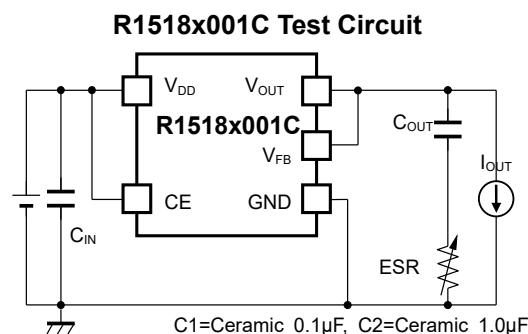 R1518x001C Test Circuit
VDD VOUT
R1518x001C
COUT
VFB
IOUT
CE GND
CIN
ESR
C1=Ceramic 0.1µF, C2=Ceramic 1.0µF